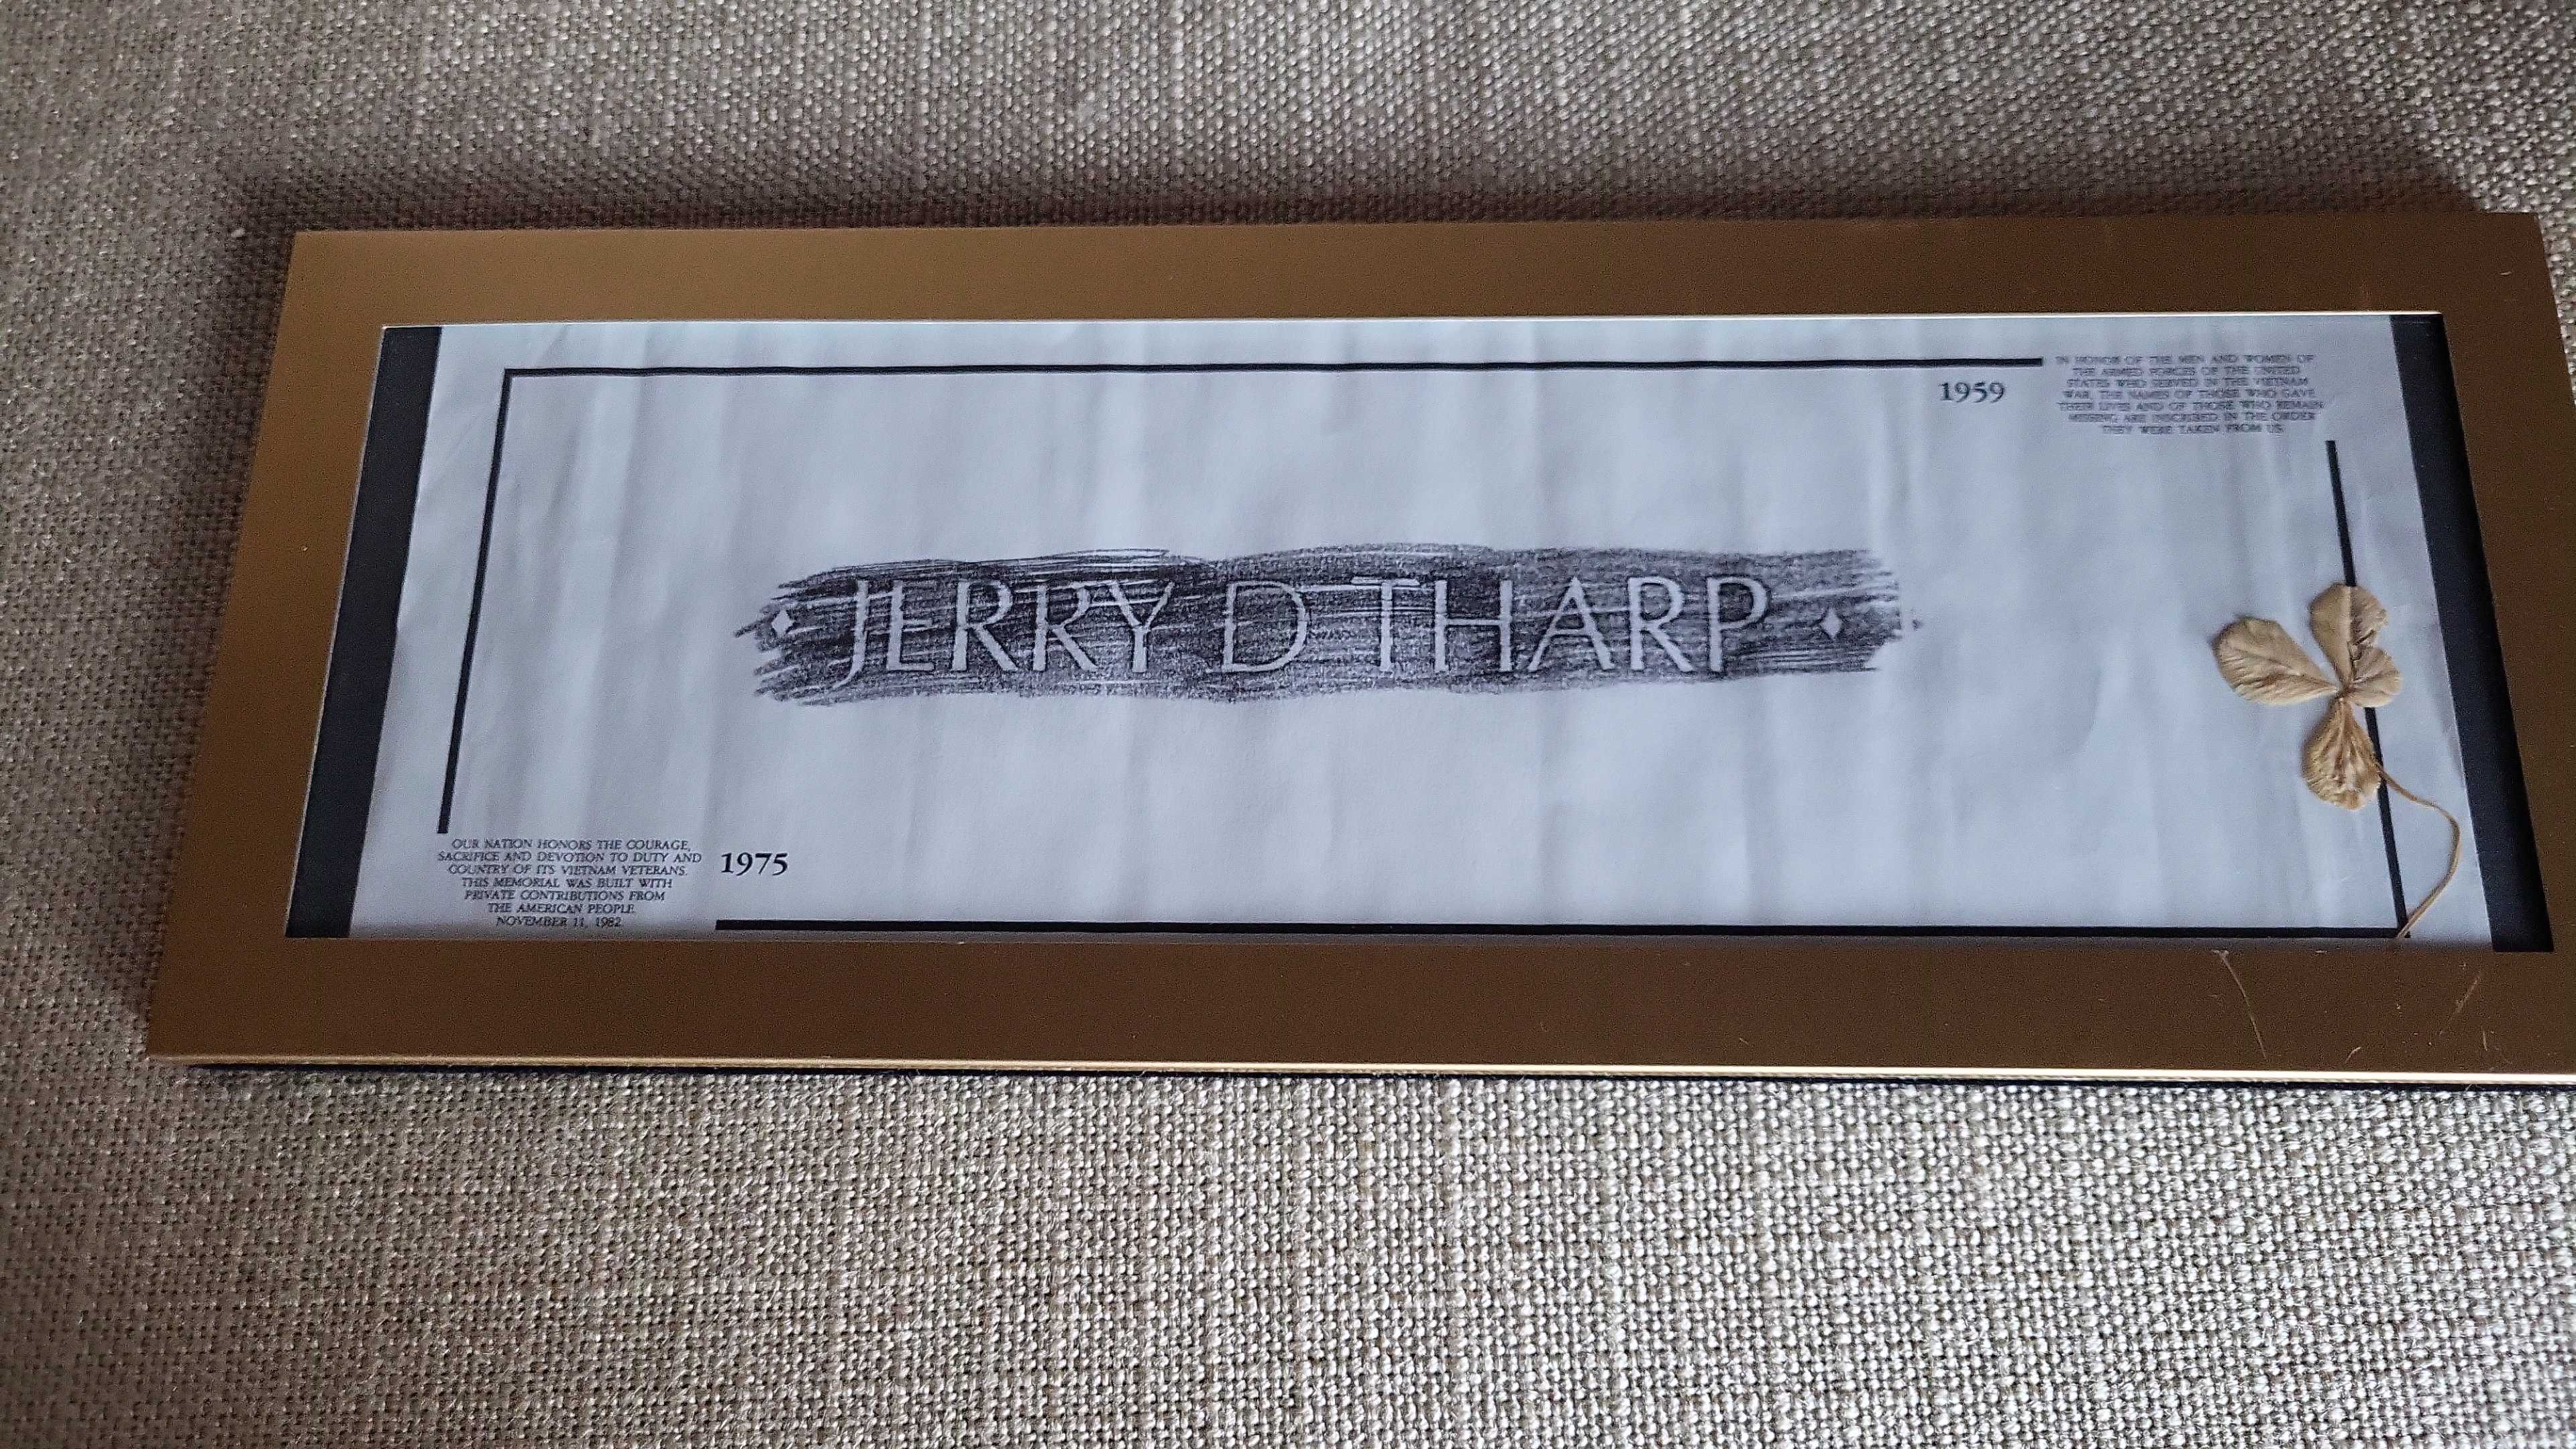 1959
IN HONOR OF THE MEN AND WOMEN OF
THE ARMED FORCES OF THE UNITED
STATES WHO SERVED IN THE VIETNAM
WAR. THE NAMES OF THOSE WHO GAVE
THEIR LIVES AND OF THOSE WHO REMAIN
MISSING ARE INSCRIBED IN THE ORDER
THEY WERE TAKEN FROM US.
JERRY D THARP
OUR NATION HONORS THE COURAGE,
SACRIFICE AND DEVOTION TO DUTY AND
COUNTRY OF ITS VIETNAM VETERANS.
THIS MEMORIAL WAS BUILT WITH
PRIVATE CONTRIBUTIONS FROM
THE AMERICAN PEOPLE.
NOVEMBER 11, 1982
1975